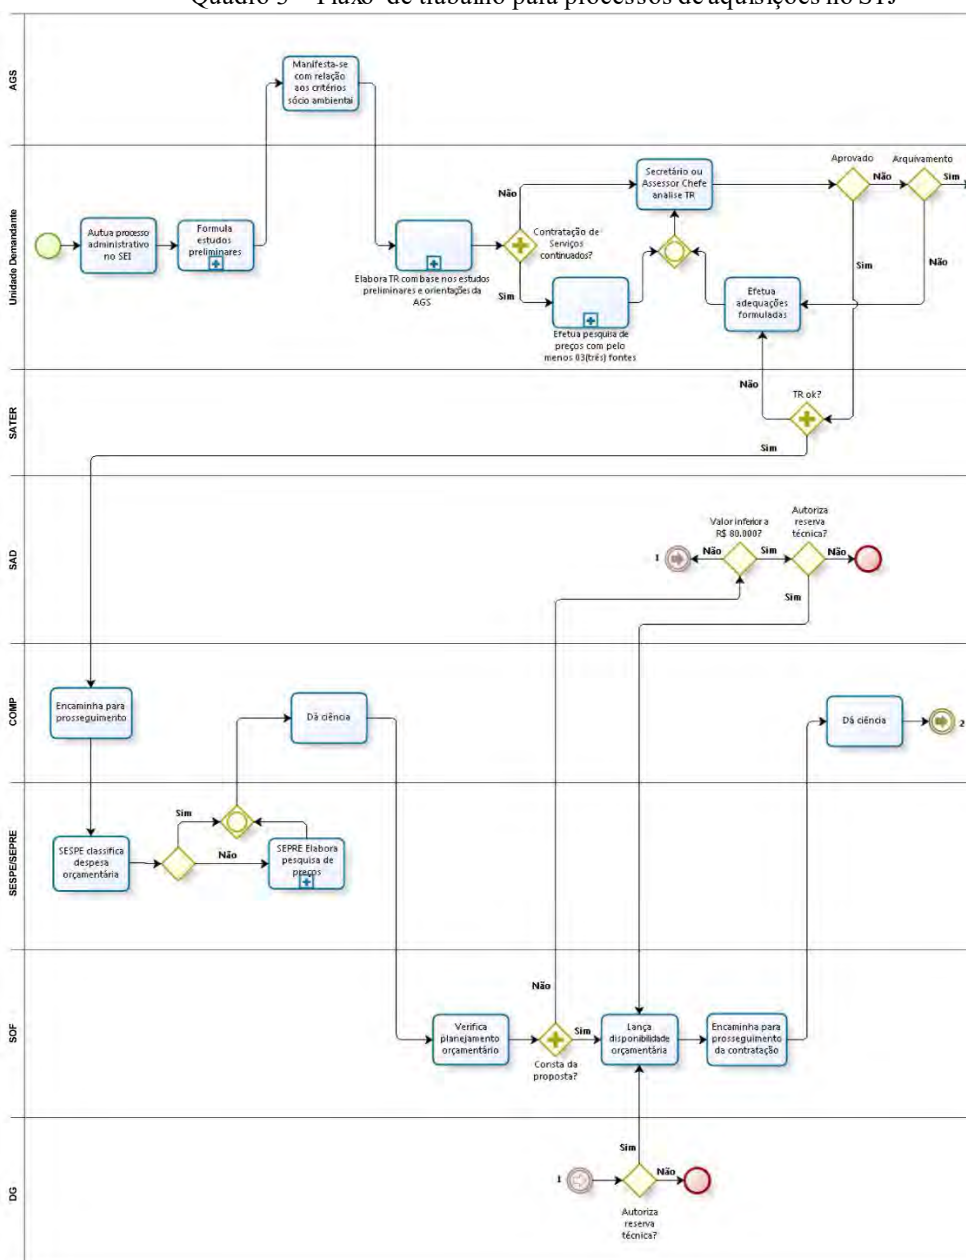 Quadro 3 – Fluxo de trabalho para processos de aquisições no STJ
AGS
Manifesta-se
com relação
aos critérios
sócio ambientai
Unidade Demandante
Autua processo
administrativo
no SEI
Formula
estudos
preliminares
Elabora TR com base nos estudos
preliminares e orientações da
AGS
Não
Contratação de
Serviços
continuados?
Sim
Efetua pesquisa de
preços com pelo
menos 03(três) fontes
Secretário ou
Assessor Chefe
analise TR
Efetua
adequações
formuladas
Aprovado
Não
Sim
Arquivamento
Sim
Não
SATER
Não
TR ok?
Sim
SAD
1
Não
Valor inferior a
R$ 80.000?
Sim
Autoriza
reserva
técnica?
Não
Sim
COMP
Encaminha para
prosseguimento
Dà ciência
Dà ciência
2
SESPE/SEPRE
SESPE classifica
despesa
orçamentária
Sim
Não
SEPRE Elabora
pesquisa de
preços
SOF
Verifica
planejamento
orçamentário
Não
Sim
Consta da
proposta?
Lança
disponibilidade
orçamentária
Encaminha para
prosseguimento
da contratação
DG
1
Sim
Não
Autoriza
reserva
técnica?